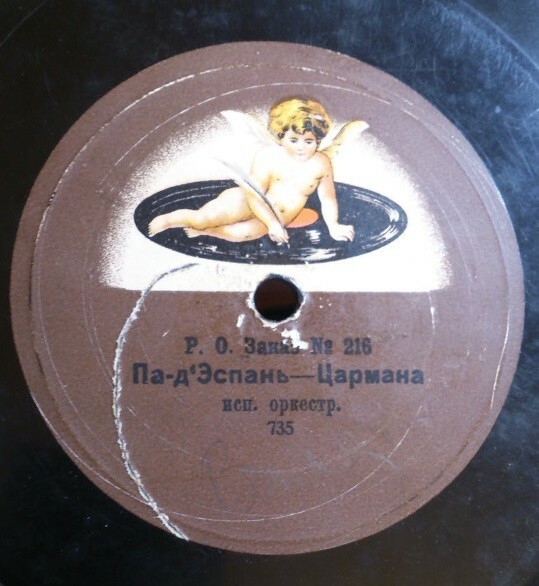 Р. О. Заказ № 216
Па-д'Эспань—Цармана
исп. оркестр.
735